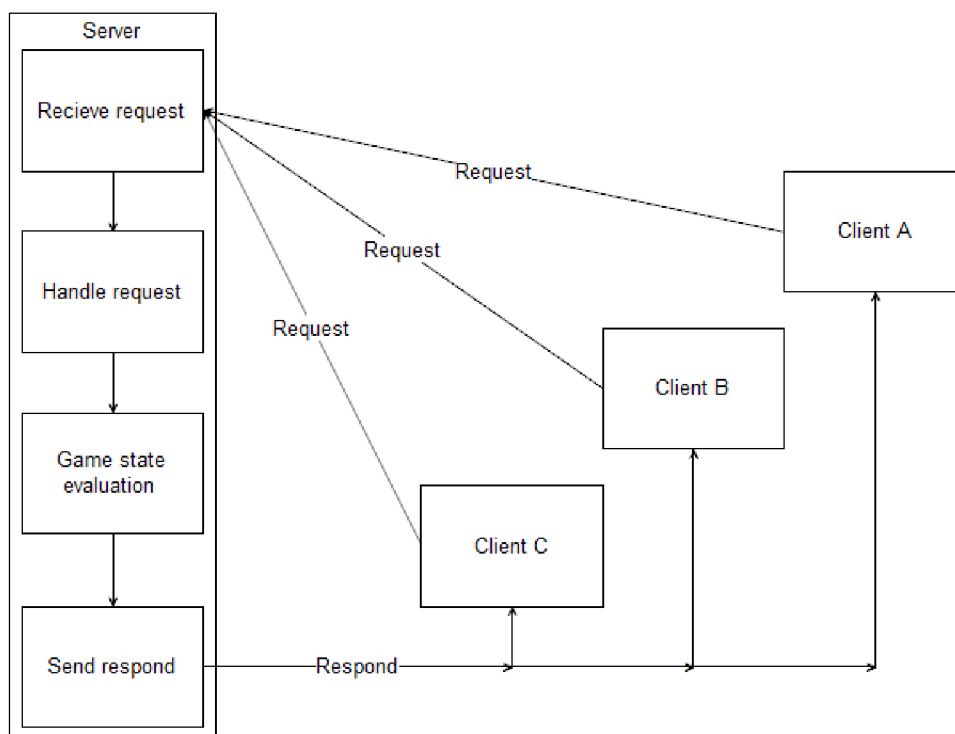 Server
Recieve request
Request
Client A
Request
Handle request
Request
Client B
Game state
evaluation
Client C
Send respond
Respond